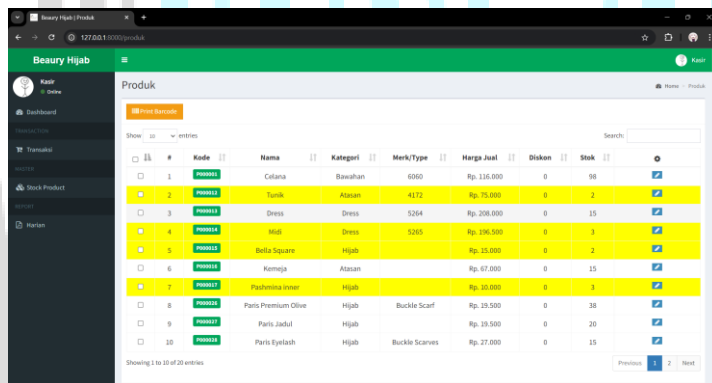 Beaury Hijab | Produk
127.0.0.1:8000/produk
Beaury Hijab
Kasir
Kasir
Online
Produk
Home > Produk
Dashboard
Print Barcode
TRANSACTION
Show 10 entries
Search:
Transaksi
# Kode Nama Kategori Merk/Type Harga Jual Diskon Stok
MASTER
1 P000001 Celana Bawahan 6060 Rp. 116.000 0 98
Stock Product
2 P000012 Tunik Atasan 4172 Rp. 176.000 0 2
REPORT
3 P000013 Dress Dress 5264 Rp. 208.000 0 15
Harian
4 P000014 Midi Dress 5265 Rp. 196.500 0 3
5 P000015 Bella Square Hijab Rp. 15.000 0 2
6 P000016 Kemeja Atasan Rp. 67.000 0 15
7 P000017 Pashmina inner Hijab Rp. 10.000 0 3
8 P000026 Paris Premium Olive Hijab Buckle Scarf Rp. 19.500 0 38
9 P000027 Paris Jadul Hijab Rp. 19.500 0 20
10 P000028 Paris Eyelash Hijab Buckle Scarves Rp. 27.000 0 15
Showing 1 to 10 of 20 entries
Previous 1 2 Next